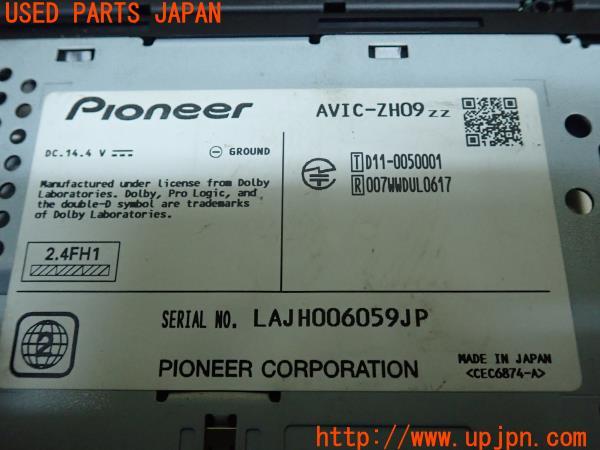 USED PARTS JAPAN
Pioneer
AVIC-ZH09zz
DC.14.4 V
GROUND
Manufactured under license from Dolby
Laboratories. Dolby, Pro Logic, and
the double-D symbol are trademarks
of Dolby Laboratories.
T D11-0050001
R 007WWDUL0617
2.4FH1
SERIAL NO. LAJH006059JP
2
PIONEER CORPORATION
MADE IN JAPAN
<CEC6874-A>
http://www.upjpn.com